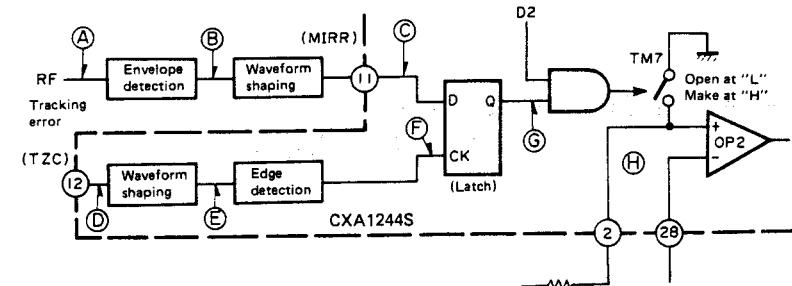 D2
A
B
(MIRR)
C
TM7
RF
Envelope
detection
Waveform
shaping
11
Open at "L"
Make at "H"
Tracking
error
D
Q
F
G
+
OP2
−
H
(TZC)
CK
12
Waveform
shaping
Edge
detection
(Latch)
D
E
CXA1244S
2
28